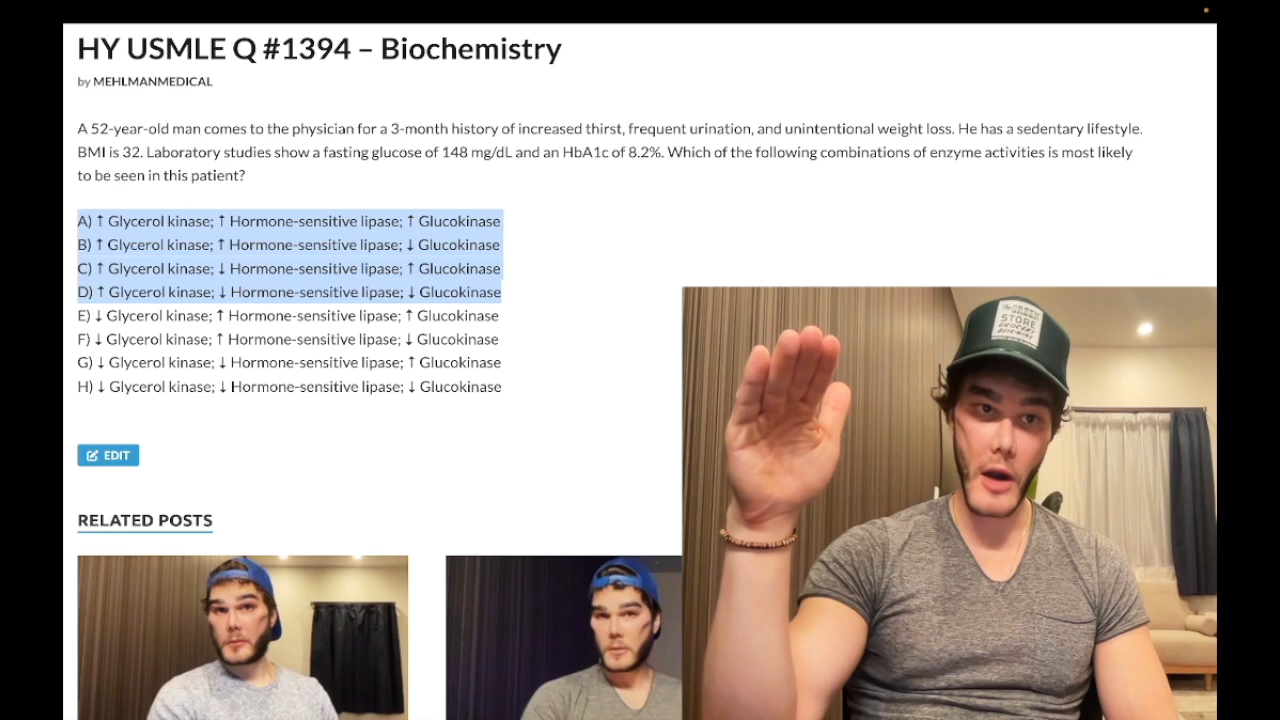 HY USMLE Q #1394 – Biochemistry
by MEHLMANMEDICAL
A 52-year-old man comes to the physician for a 3-month history of increased thirst, frequent urination, and unintentional weight loss. He has a sedentary lifestyle.
BMI is 32. Laboratory studies show a fasting glucose of 148 mg/dL and an HbA1c of 8.2%. Which of the following combinations of enzyme activities is most likely
to be seen in this patient?
A) ↑ Glycerol kinase; ↑ Hormone-sensitive lipase; ↑ Glucokinase
B) ↑ Glycerol kinase; ↑ Hormone-sensitive lipase; ↓ Glucokinase
C) ↑ Glycerol kinase; ↓ Hormone-sensitive lipase; ↑ Glucokinase
D) ↑ Glycerol kinase; ↓ Hormone-sensitive lipase; ↓ Glucokinase
E) ↓ Glycerol kinase; ↑ Hormone-sensitive lipase; ↑ Glucokinase
F) ↓ Glycerol kinase; ↑ Hormone-sensitive lipase; ↓ Glucokinase
G) ↓ Glycerol kinase; ↓ Hormone-sensitive lipase; ↑ Glucokinase
H) ↓ Glycerol kinase; ↓ Hormone-sensitive lipase; ↓ Glucokinase
EDIT
RELATED POSTS
STORE
GROCERY